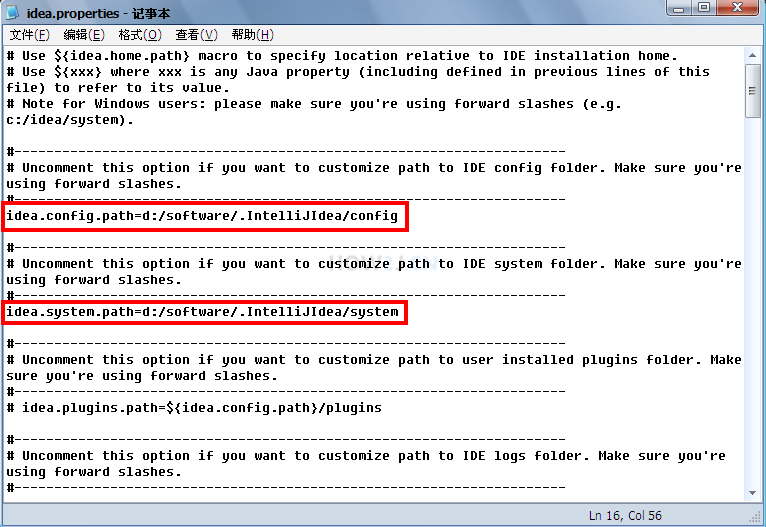 idea.properties - 记事本
文件(F) 编辑(E) 格式(O) 查看(V) 帮助(H)
# Use ${idea.home.path} macro to specify location relative to IDE installation home.
# Use ${xxx} where xxx is any Java property (including defined in previous lines of this
file) to refer to its value.
# Note for Windows users: please make sure you're using forward slashes (e.g.
c:/idea/system).
#---------------------------------------------------------------------
# Uncomment this option if you want to customize path to IDE config folder. Make sure you're
using forward slashes.
#---------------------------------------------------------------------
idea.config.path=d:/software/.IntelliJIdea/config
#---------------------------------------------------------------------
# Uncomment this option if you want to customize path to IDE system folder. Make sure you're
using forward slashes.
#---------------------------------------------------------------------
idea.system.path=d:/software/.IntelliJIdea/system
#---------------------------------------------------------------------
# Uncomment this option if you want to customize path to user installed plugins folder. Make
sure you're using forward slashes.
#---------------------------------------------------------------------
# idea.plugins.path=${idea.config.path}/plugins
#---------------------------------------------------------------------
# Uncomment this option if you want to customize path to IDE logs folder. Make sure you're
using forward slashes.
#---------------------------------------------------------------------
Ln 16, Col 56